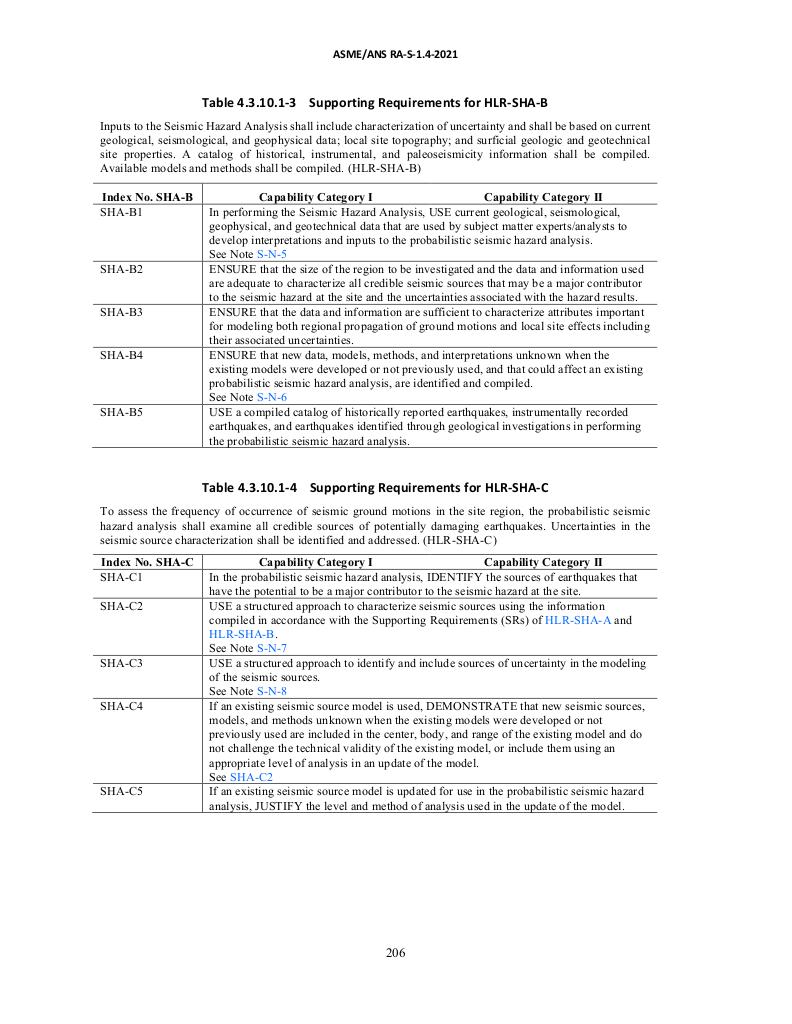 ASME/ANS RA-S-1.4-2021
Table 4.3.10.1-3 Supporting Requirements for HLR-SHA-B
Inputs to the Seismic Hazard Analysis shall include characterization of uncertainty and shall be based on current
geological, seismological, and geophysical data; local site topography; and surficial geologic and geotechnical
site properties. A catalog of historical, instrumental, and paleoseismicity information shall be compiled.
Available models and methods shall be compiled. (HLR-SHA-B)
Index No. SHA-B Capability Category I Capability Category II
SHA-B1 In performing the Seismic Hazard Analysis, USE current geological, seismological,
geophysical, and geotechnical data that are used by subject matter experts/analysts to
develop interpretations and inputs to the probabilistic seismic hazard analysis.
See Note S-N-5
SHA-B2 ENSURE that the size of the region to be investigated and the data and information used
are adequate to characterize all credible seismic sources that may be a major contributor
to the seismic hazard at the site and the uncertainties associated with the hazard results.
SHA-B3 ENSURE that the data and information are sufficient to characterize attributes important
for modeling both regional propagation of ground motions and local site effects including
their associated uncertainties.
SHA-B4 ENSURE that new data, models, methods, and interpretations unknown when the
existing models were developed or not previously used, and that could affect an existing
probabilistic seismic hazard analysis, are identified and compiled.
See Note S-N-6
SHA-B5 USE a compiled catalog of historically reported earthquakes, instrumentally recorded
earthquakes, and earthquakes identified through geological investigations in performing
the probabilistic seismic hazard analysis.
Table 4.3.10.1-4 Supporting Requirements for HLR-SHA-C
To assess the frequency of occurrence of seismic ground motions in the site region, the probabilistic seismic
hazard analysis shall examine all credible sources of potentially damaging earthquakes. Uncertainties in the
seismic source characterization shall be identified and addressed. (HLR-SHA-C)
Index No. SHA-C Capability Category I Capability Category II
SHA-C1 In the probabilistic seismic hazard analysis, IDENTIFY the sources of earthquakes that
have the potential to be a major contributor to the seismic hazard at the site.
SHA-C2 USE a structured approach to characterize seismic sources using the information
compiled in accordance with the Supporting Requirements (SRs) of HLR-SHA-A and
HLR-SHA-B.
See Note S-N-7
SHA-C3 USE a structured approach to identify and include sources of uncertainty in the modeling
of the seismic sources.
See Note S-N-8
SHA-C4 If an existing seismic source model is used, DEMONSTRATE that new seismic sources,
models, and methods unknown when the existing models were developed or not
previously used are included in the center, body, and range of the existing model and do
not challenge the technical validity of the existing model, or include them using an
appropriate level of analysis in an update of the model.
See SHA-C2
SHA-C5 If an existing seismic source model is updated for use in the probabilistic seismic hazard
analysis, JUSTIFY the level and method of analysis used in the update of the model.
206